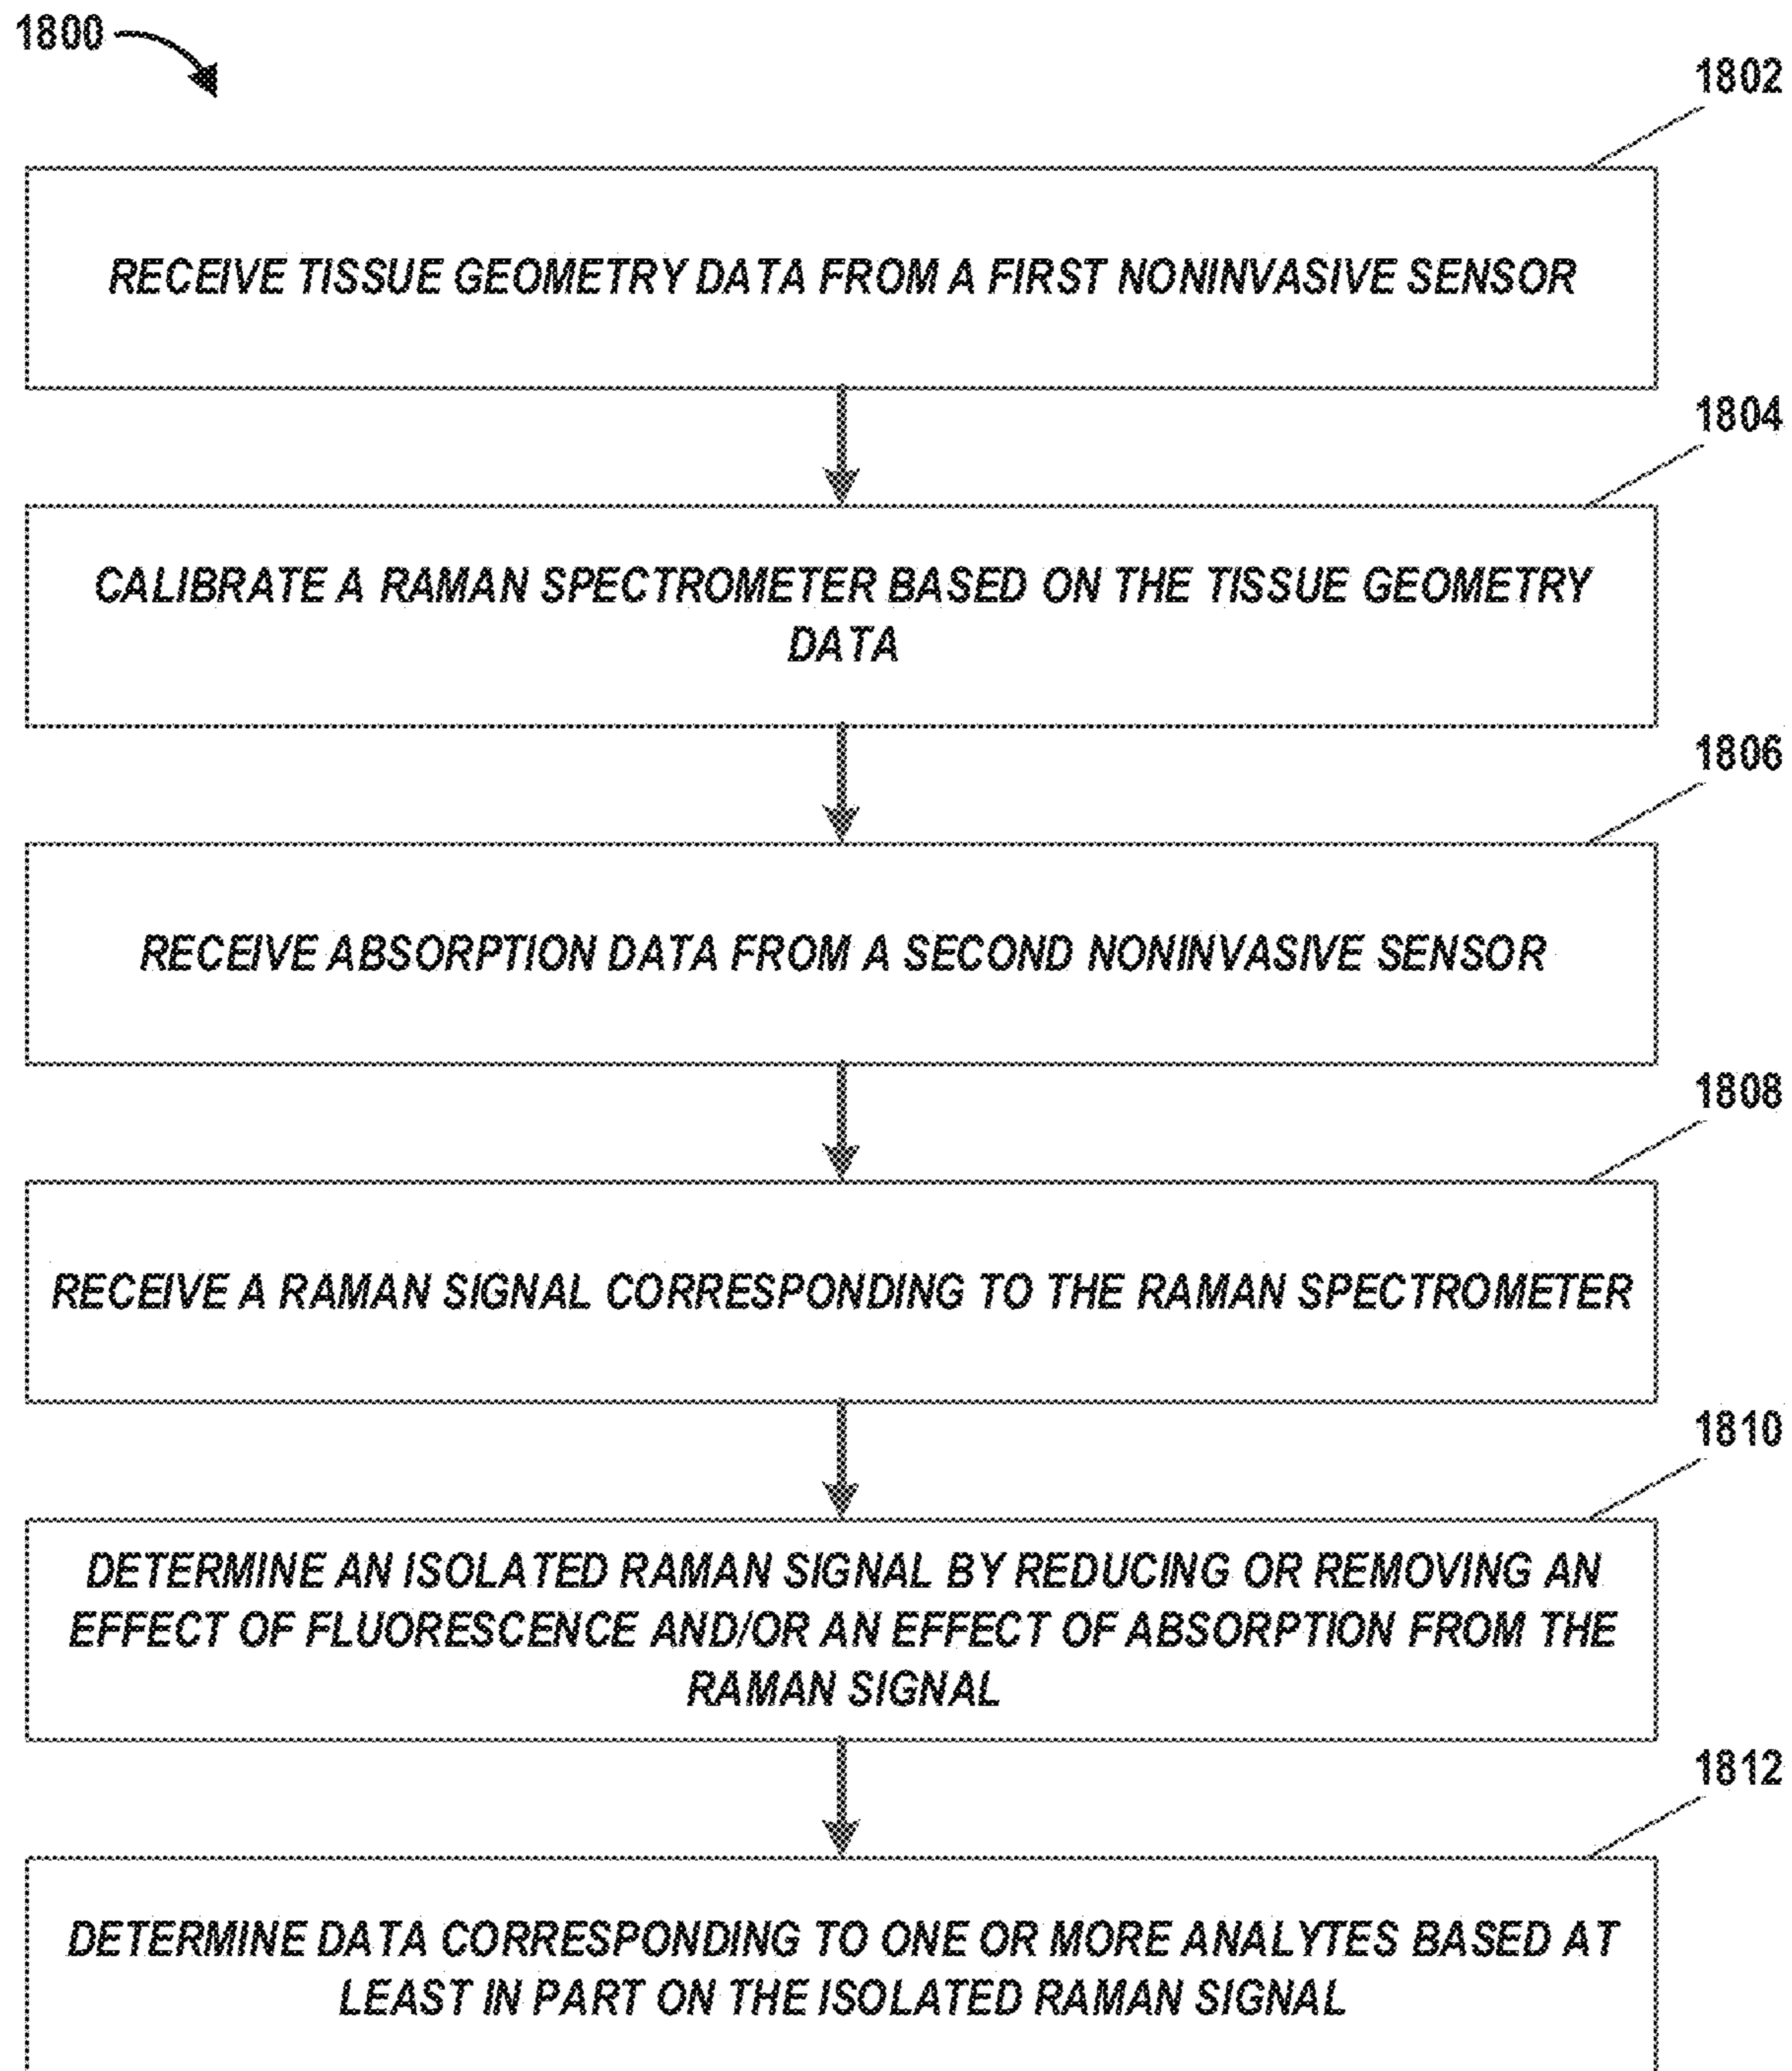 1800
1802
RECEIVE TISSUE GEOMETRY DATA FROM A FIRST NONINVASIVE SENSOR
1804
CALIBRATE A RAMAN SPECTROMETER BASED ON THE TISSUE GEOMETRY
DATA
1806
RECEIVE ABSORPTION DATA FROM A SECOND NONINVASIVE SENSOR
1808
RECEIVE A RAMAN SIGNAL CORRESPONDING TO THE RAMAN SPECTROMETER
1810
DETERMINE AN ISOLATED RAMAN SIGNAL BY REDUCING OR REMOVING AN
EFFECT OF FLUORESCENCE AND/OR AN EFFECT OF ABSORPTION FROM THE
RAMAN SIGNAL
1812
DETERMINE DATA CORRESPONDING TO ONE OR MORE ANALYTES BASED AT
LEAST IN PART ON THE ISOLATED RAMAN SIGNAL